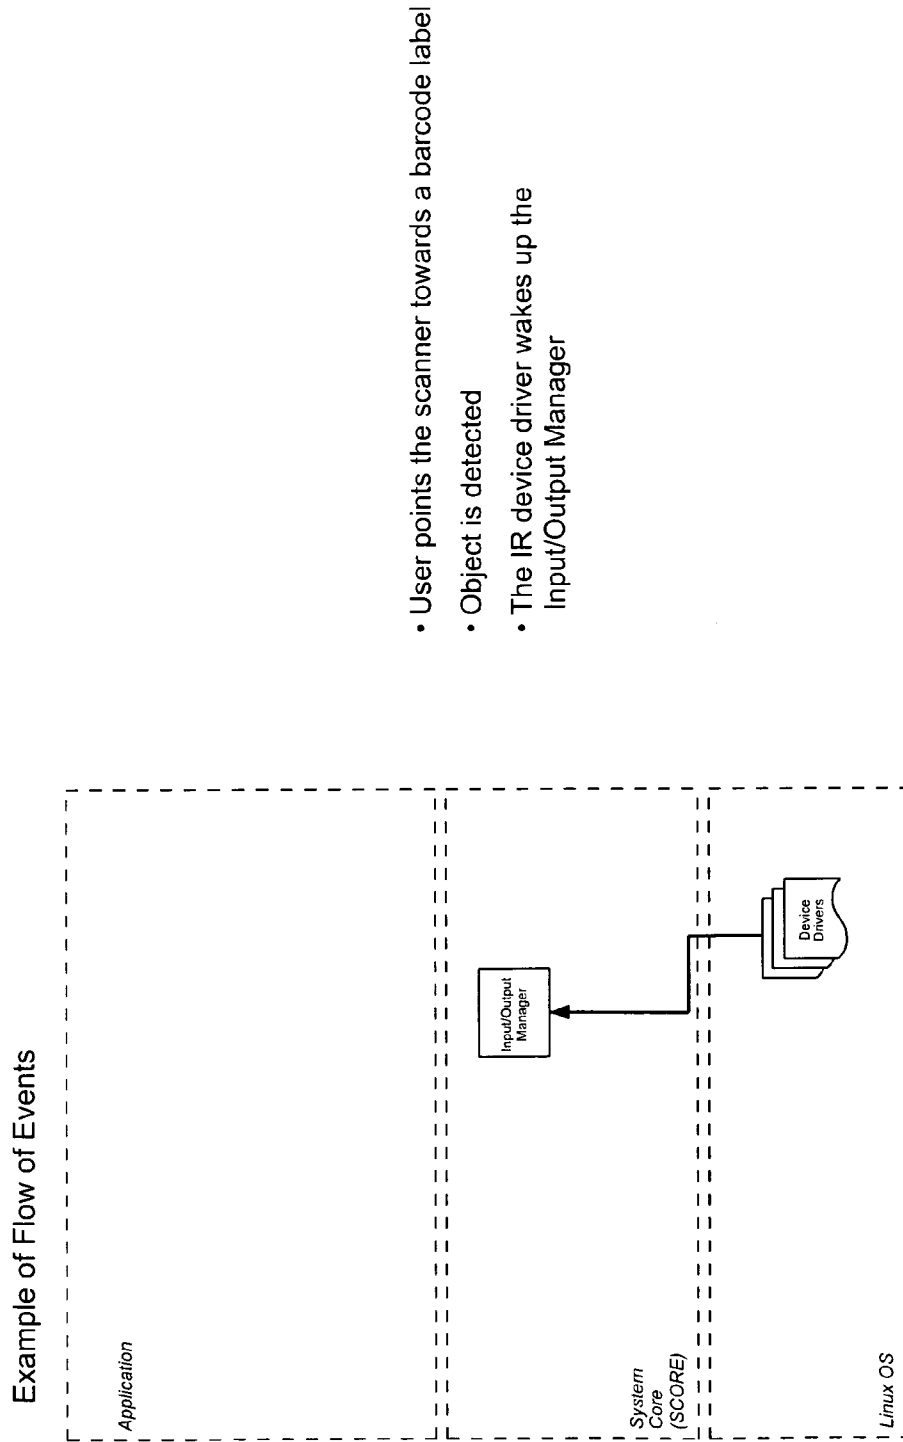 Example of Flow of Events
Application
Input/Output
Manager
System
Core
(SCORE)
Device
Drivers
Linux OS
• User points the scanner towards a barcode label
• Object is detected
• The IR device driver wakes up the
Input/Output Manager